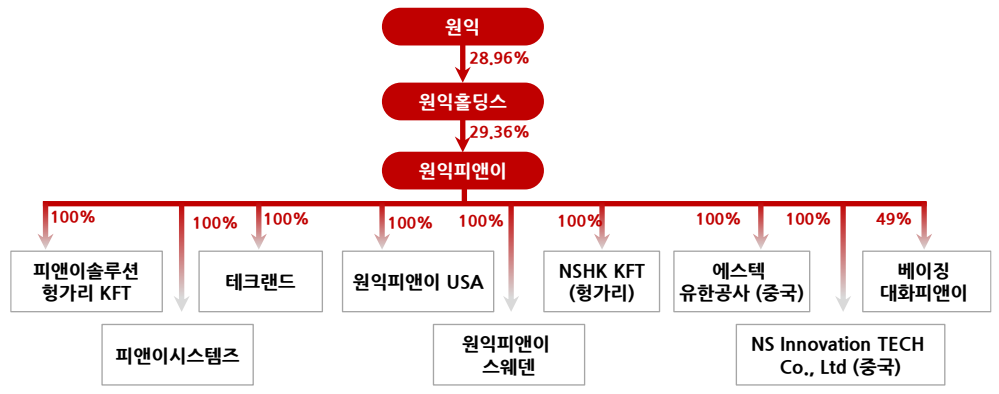 원익
28.96%
원익홀딩스
29.36%
원익피앤이
100%
100%
100%
100%
100%
100%
100%
100%
49%
피앤이솔루션
헝가리 KFT
테크랜드
원익피앤이 USA
NSHK KFT
(헝가리)
에스텍
유한공사 (중국)
베이징
대화피앤이
피앤이시스템즈
원익피앤이
스웨덴
NS Innovation TECH
Co., Ltd (중국)